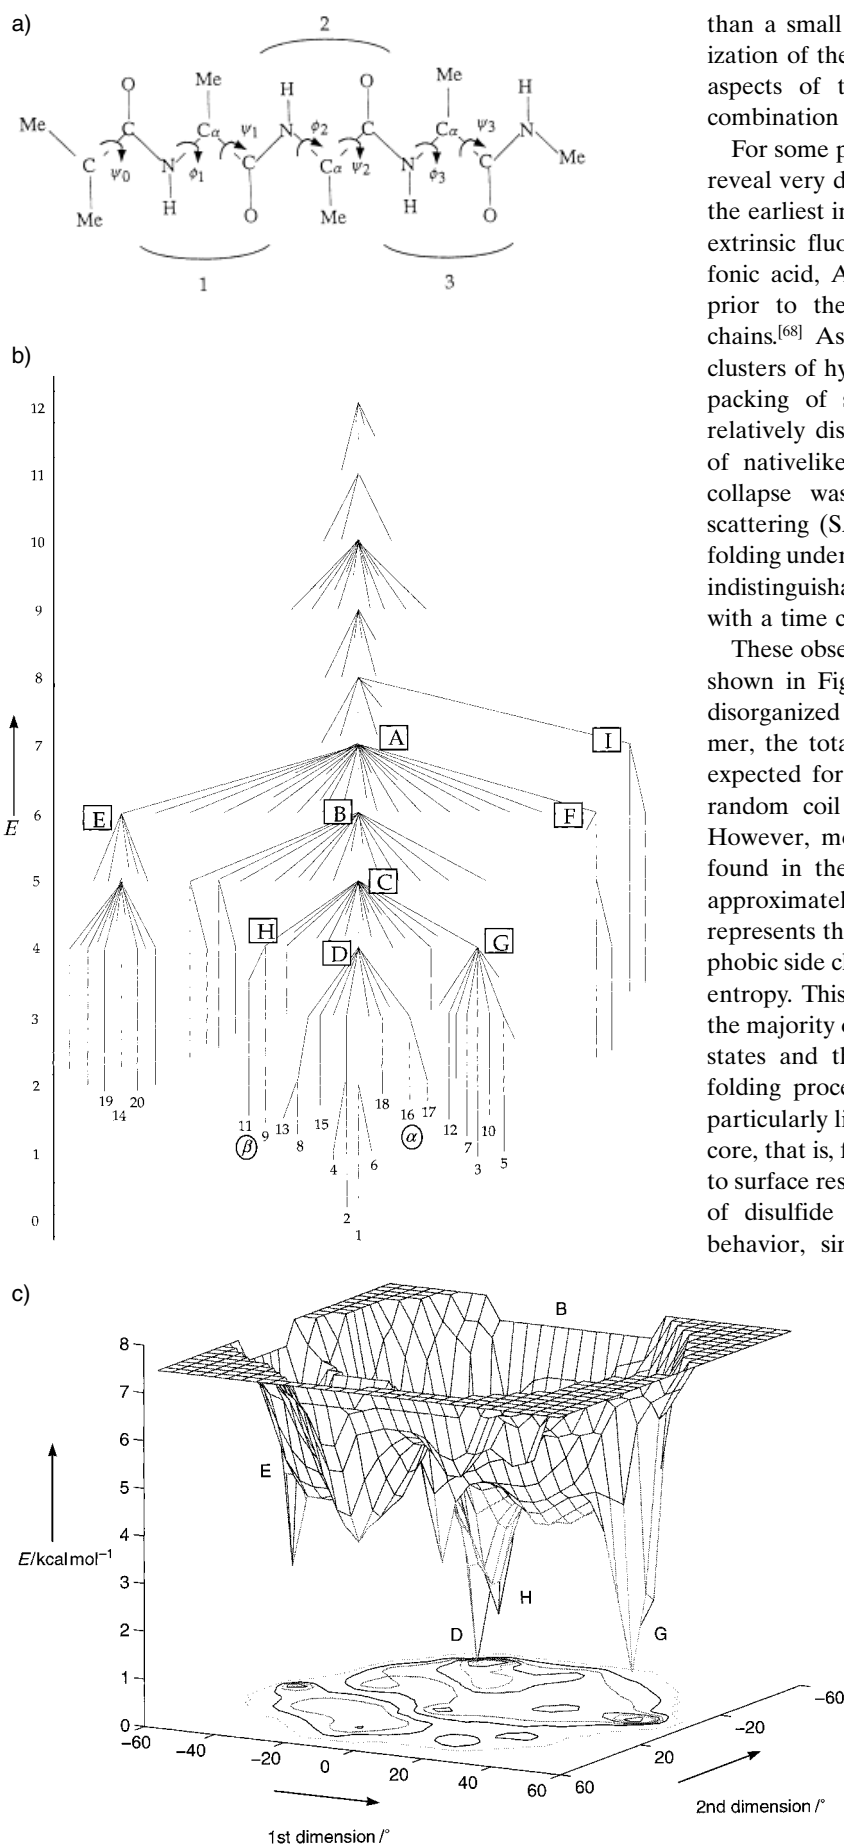 a)
2
O
Me
H
O
Me
H
Me
C
Cα
ψ1
N
ϕ2
C
Cα
ψ3
N
C
ψ0
N
ϕ1
C
Cα
ψ2
N
ϕ3
C
Me
Me
H
O
Me
H
O
1
3
b)
12
11
10
9
8
7
A
I
E
6
E
B
F
5
C
4
H
D
G
3
2
19
14
20
11
9
13
8
15
18
16
17
12
7
10
β
α
1
4
6
3
5
0
2
1
c)
B
8
7
6
E
5
4
E/kcal mol–1
3
H
2
D
G
1
0
–60
–40
–20
0
20
40
60
60
20
–20
–60
1st dimension /°
2nd dimension /°
than a small
ization of the
aspects of t
combination
For some p
reveal very d
the earliest in
extrinsic fluo
fonic acid, A
prior to the
chains.[68] As
clusters of hy
packing of s
relatively dis
of nativelike
collapse was
scattering (SA
folding under
indistinguisha
with a time c
These obse
shown in Fig
disorganized
mer, the tota
expected for
random coil
However, mo
found in the
approximatel
represents th
phobic side cl
entropy. This
the majority o
states and th
folding proce
particularly li
core, that is, f
to surface res
of disulfide
behavior, sin